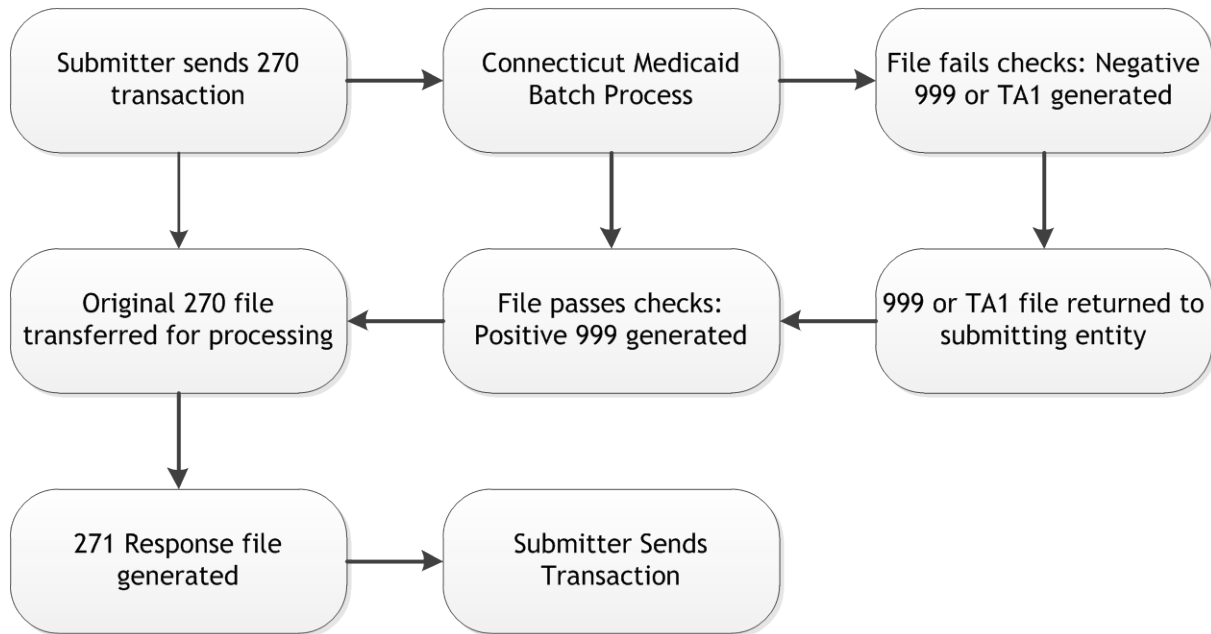 Submitter sends 270
transaction
Connecticut Medicaid
Batch Process
File fails checks: Negative
999 or TA1 generated
Original 270 file
transferred for processing
File passes checks:
Positive 999 generated
999 or TA1 file returned to
submitting entity
271 Response file
generated
Submitter Sends
Transaction